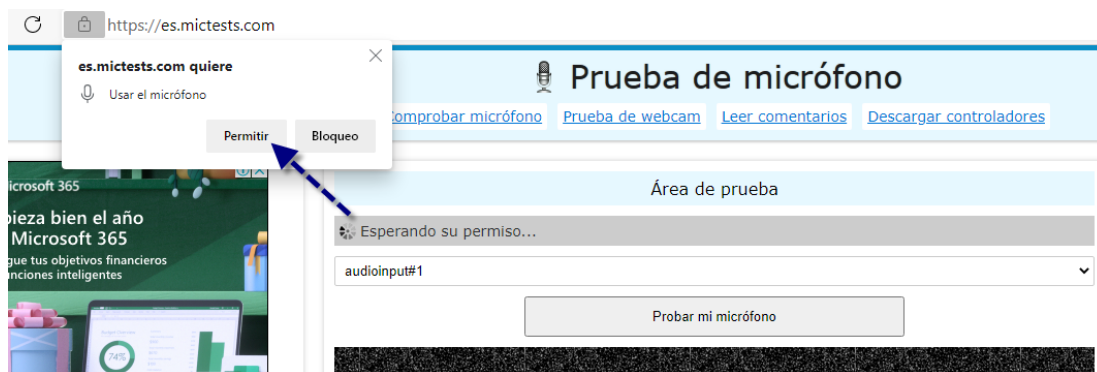 https://es.mictests.com
es.mictests.com quiere
Usar el micrófono
Permitir Bloqueo
Prueba de micrófono
omprobar micrófono Prueba de webcam Leer comentarios Descargar controladores
icrosoft 365
pieza bien el año
Microsoft 365
gue tus objetivos financieros
unciones inteligentes
74%
Área de prueba
Esperando su permiso...
audioinput#1
Probar mi micrófono